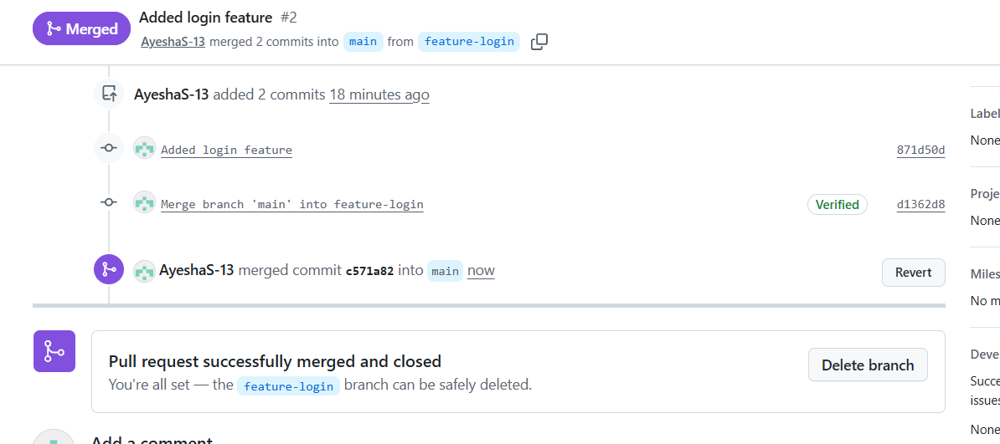 Merged
Added login feature #2
AyeshaS-13 merged 2 commits into main from feature-login
AyeshaS-13 added 2 commits 18 minutes ago
Added login feature 871d50d
Merge branch 'main' into feature-login Verified d1362d8
AyeshaS-13 merged commit c571a82 into main now
Revert
Pull request successfully merged and closed
You're all set — the feature-login branch can be safely deleted.
Delete branch
Add a comment
Label
None
Proje
None
Miles
No m
Deve
Succe
issues
None